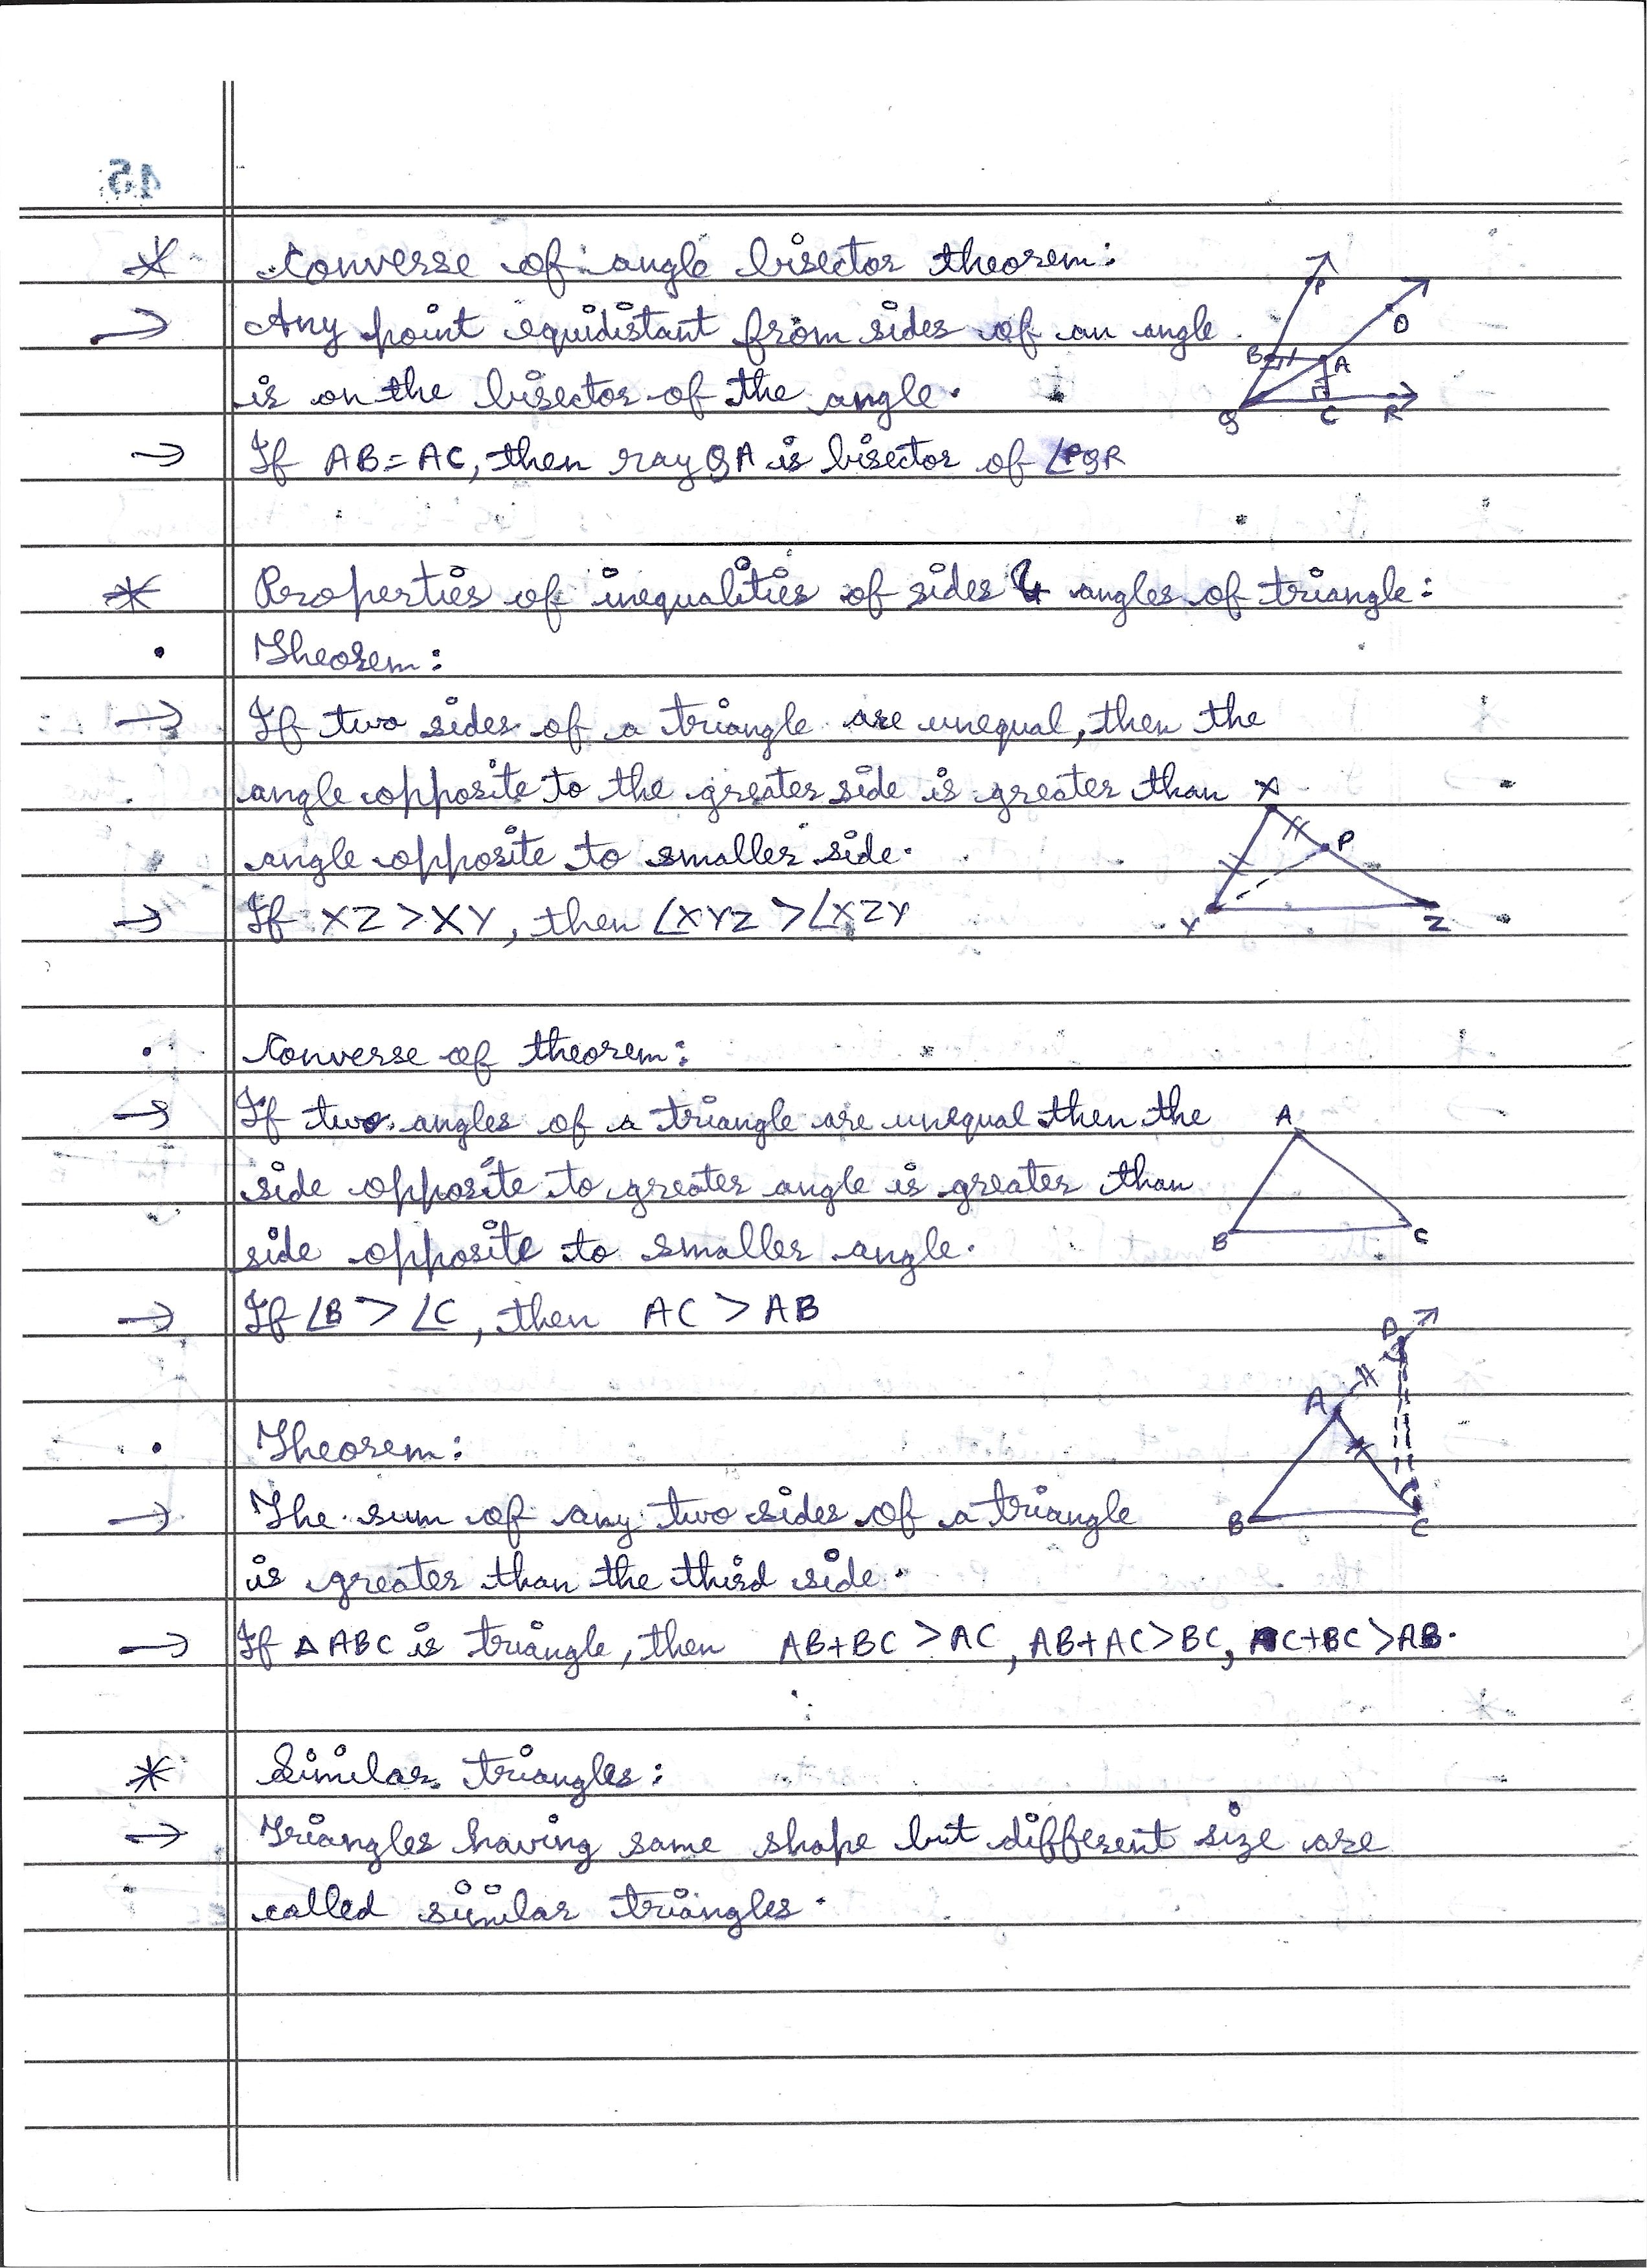 * Converse of angle bisector theorem:
→ Any point equidistant from sides of an angle
is on the bisector of the angle.
→ If AB = AC, then ray QA is bisector of ∠PQR
P
D
B
A
Q
C
R
* Properties of inequalities of sides & angles of triangle:
• Theorem:
→ If two sides of a triangle are unequal, then the
angle opposite to the greater side is greater than
angle opposite to smaller side.
→ If XZ > XY, then ∠XYZ > ∠XZY
X
P
Y
Z
• Converse of theorem:
→ If two angles of a triangle are unequal then the
side opposite to greater angle is greater than
side opposite to smaller angle.
→ If ∠B > ∠C, then AC > AB
A
B
C
• Theorem:
→ The sum of any two sides of a triangle
is greater than the third side.
→ If △ ABC is triangle, then AB+BC > AC, AB+AC > BC, AC+BC > AB.
D
A
B
C
* Similar triangles:
→ Triangles having same shape but different size are
called similar triangles.